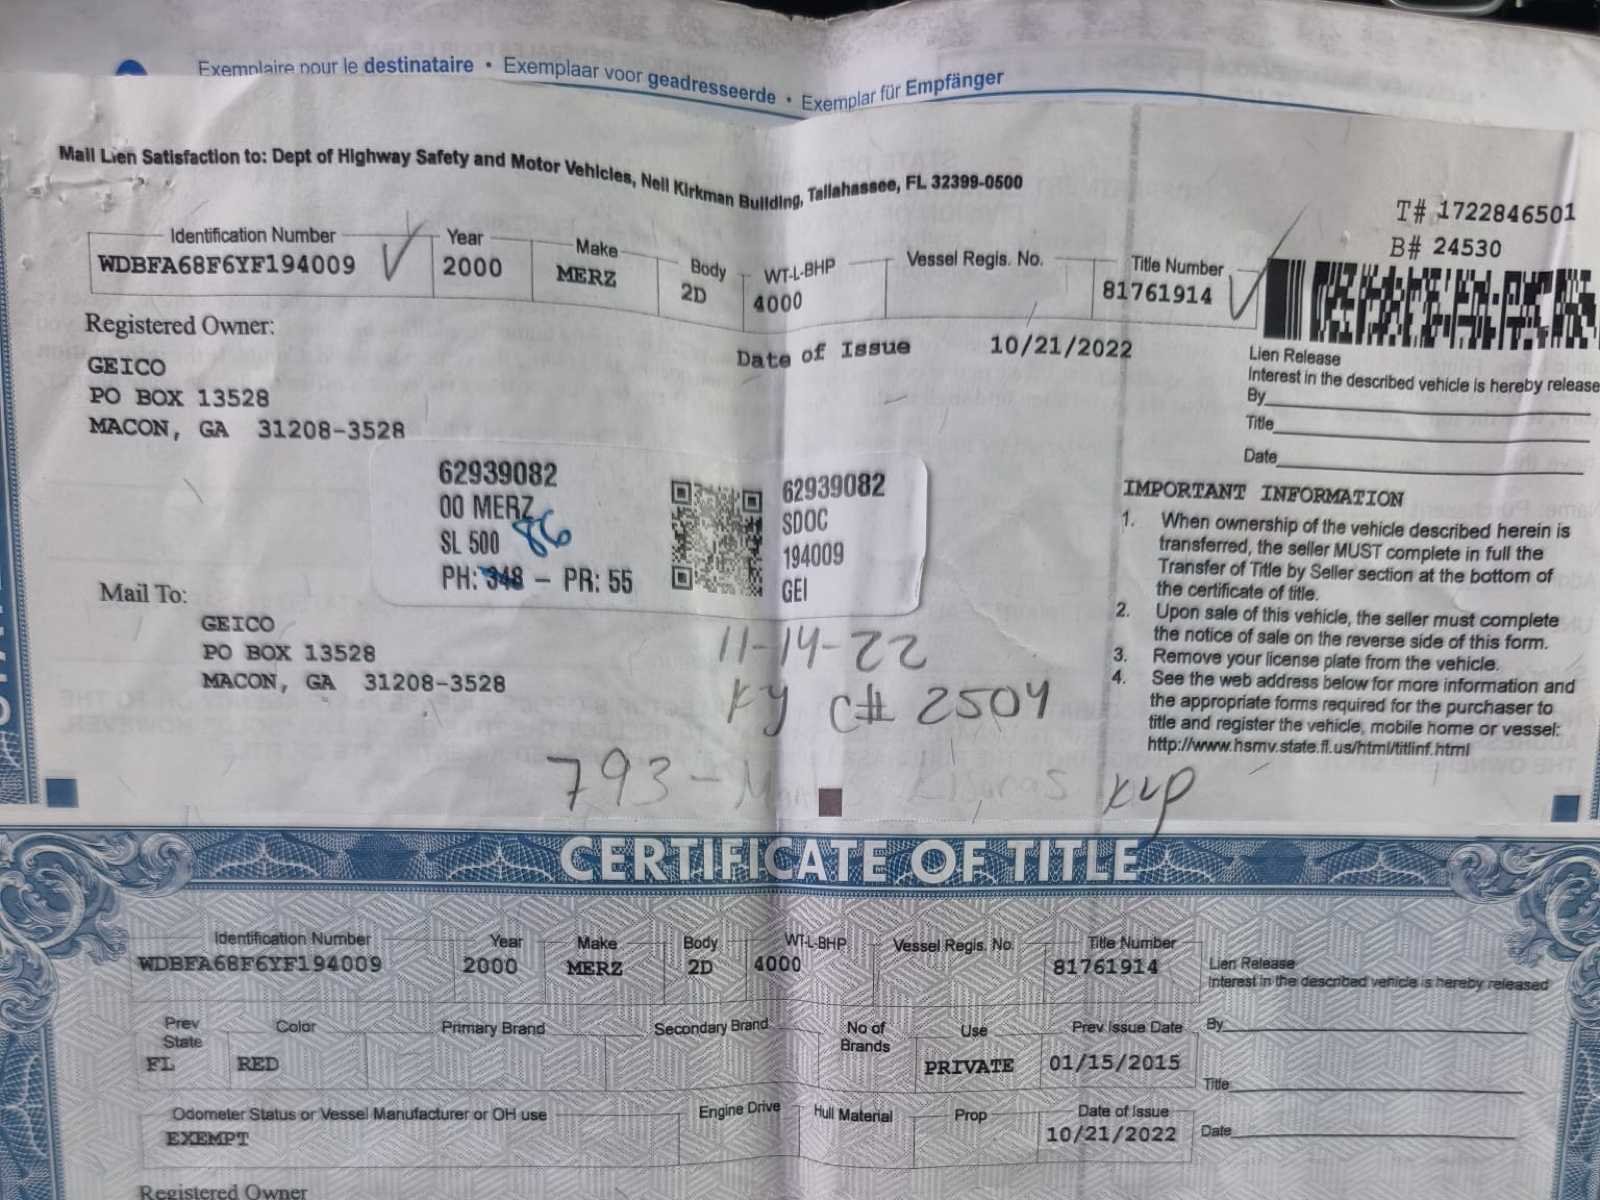 Exemplaire pour le destinataire • Exemplaar voor geadresseerde • Exemplar für Empfänger
Mail Lien Satisfaction to: Dept of Highway Safety and Motor Vehicles, Neil Kirkman Building, Tallahassee, FL 32399-0500
T# 1722846501
B# 24530
Identification Number Year Make Body WT-L-BHP Vessel Regis. No. Title Number
WDBFA68F6YF194009 2000 MERZ 2D 4000 81761914
Registered Owner:
GEICO
PO BOX 13528
MACON, GA 31208-3528
Date of Issue 10/21/2022
Lien Release
Interest in the described vehicle is hereby release
By
Title
Date
62939082
00 MERZ
SL 500 86
PH: 348 - PR: 55
62939082
SDOC
194009
GEI
Mail To:
GEICO
PO BOX 13528
MACON, GA 31208-3528
11-14-22
KY C# 2504
793-
IMPORTANT INFORMATION
1. When ownership of the vehicle described herein is
transferred, the seller MUST complete in full the
Transfer of Title by Seller section at the bottom of
the certificate of title.
2. Upon sale of this vehicle, the seller must complete
the notice of sale on the reverse side of this form.
3. Remove your license plate from the vehicle.
4. See the web address below for more information and
the appropriate forms required for the purchaser to
title and register the vehicle, mobile home or vessel:
http://www.hsmv.state.fl.us/html/titlinf.html
CERTIFICATE OF TITLE
Identification Number Year Make Body WT-L-BHP Vessel Regis. No. Title Number
WDBFA68F6YF194009 2000 MERZ 2D 4000 81761914
Lien Release
Interest in the described vehicle is hereby released
Prev State Color Primary Brand Secondary Brand No of Brands Use Prev Issue Date
FL RED PRIVATE 01/15/2015
By
Title
Odometer Status or Vessel Manufacturer or OH use Engine Drive Hull Material Prop Date of Issue
EXEMPT 10/21/2022
Date
Registered Owner